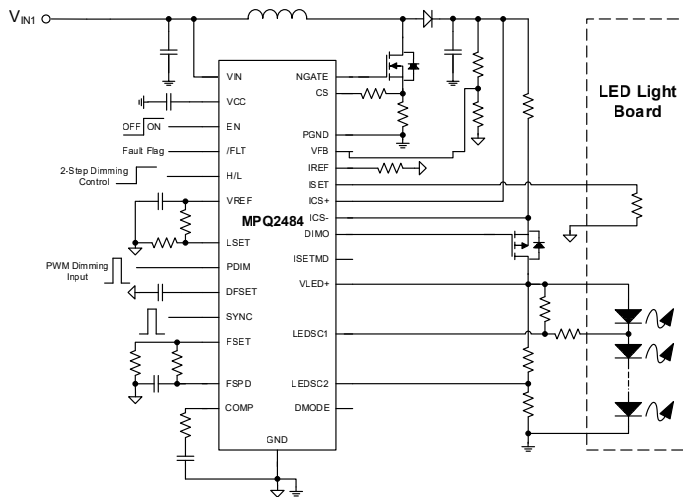 VIN1
LED Light
Board
VIN
NGATE
CS
VCC
OFF
ON
EN
PGND
Fault Flag
/FLT
VFB
IREF
2-Step Dimming
Control
H/L
ISET
VREF
ICS+
MPQ2484
ICS-
LSET
DIMO
PWM Dimming
Input
PDIM
ISETMD
DFSET
VLED+
SYNC
LEDSC1
FSET
FSPD
LEDSC2
COMP
DMODE
GND